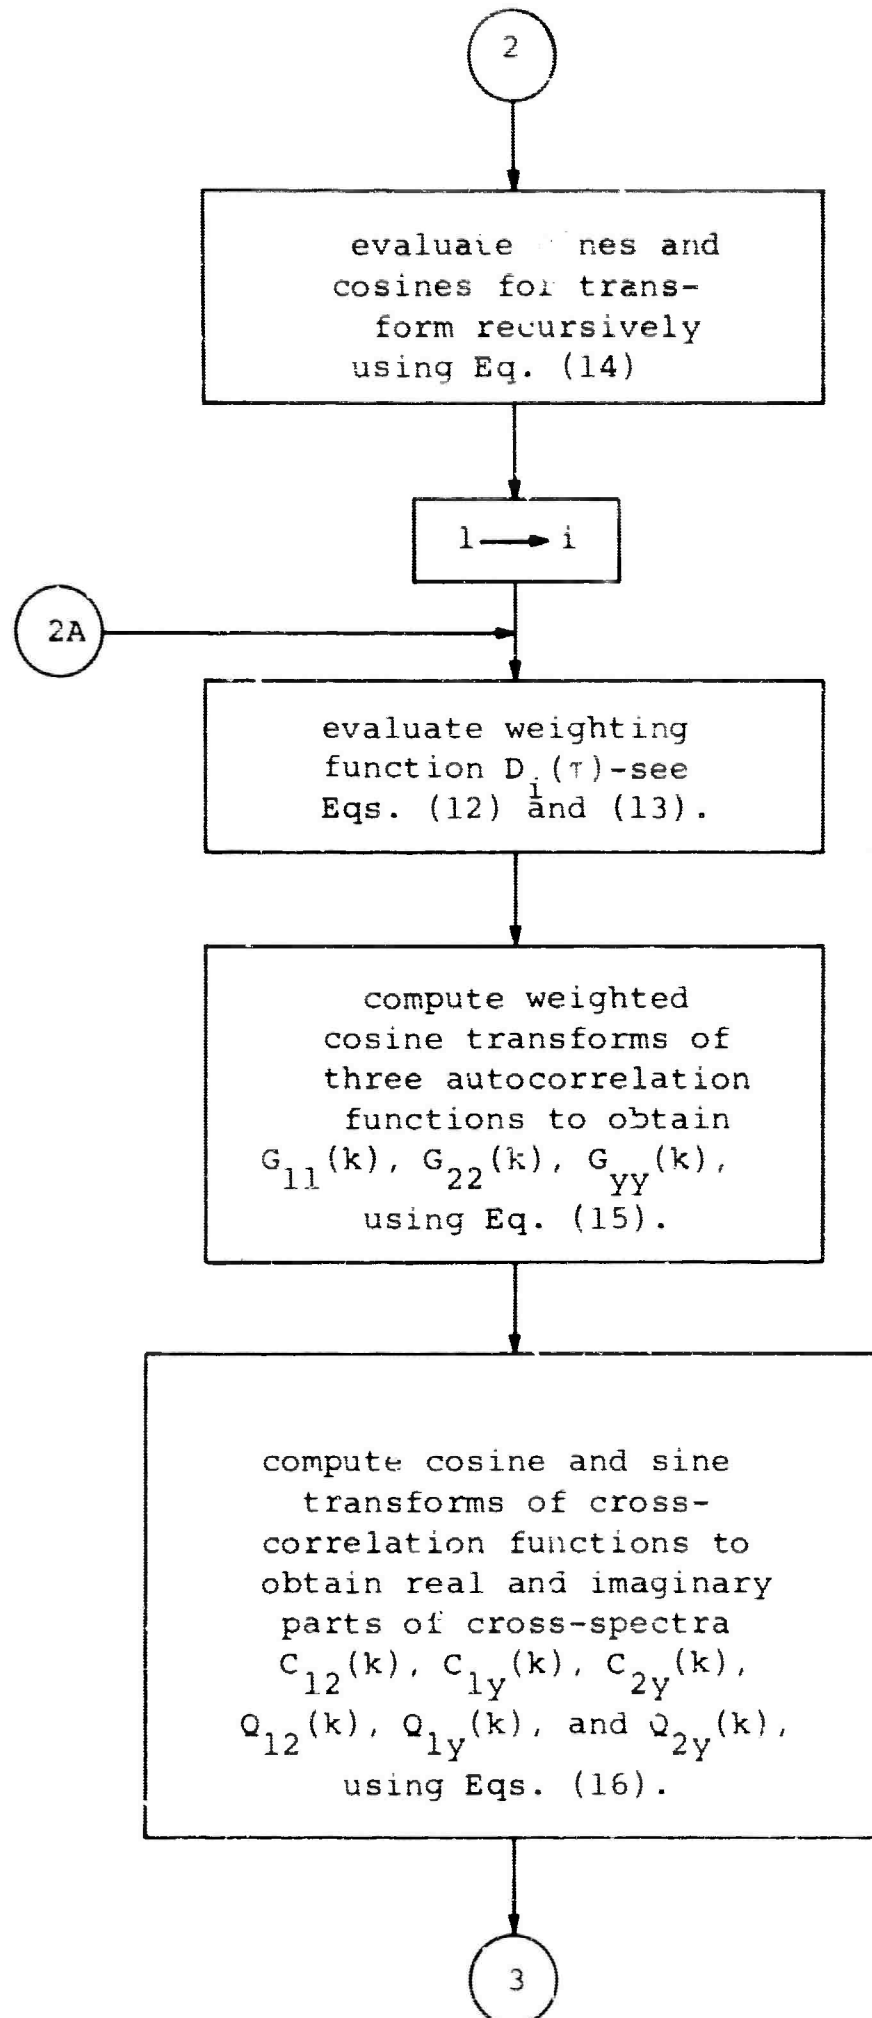 2
evaluate nes and
cosines for trans-
form recursively
using Eq. (14)
1 → i
2A
evaluate weighting
function D_i(τ)-see
Eqs. (12) and (13).
compute weighted
cosine transforms of
three autocorrelation
functions to obtain
G_11(k), G_22(k), G_yy(k),
using Eq. (15).
compute cosine and sine
transforms of cross-
correlation functions to
obtain real and imaginary
parts of cross-spectra
C_12(k), C_1y(k), C_2y(k),
Q_12(k), Q_1y(k), and Q_2y(k),
using Eqs. (16).
3